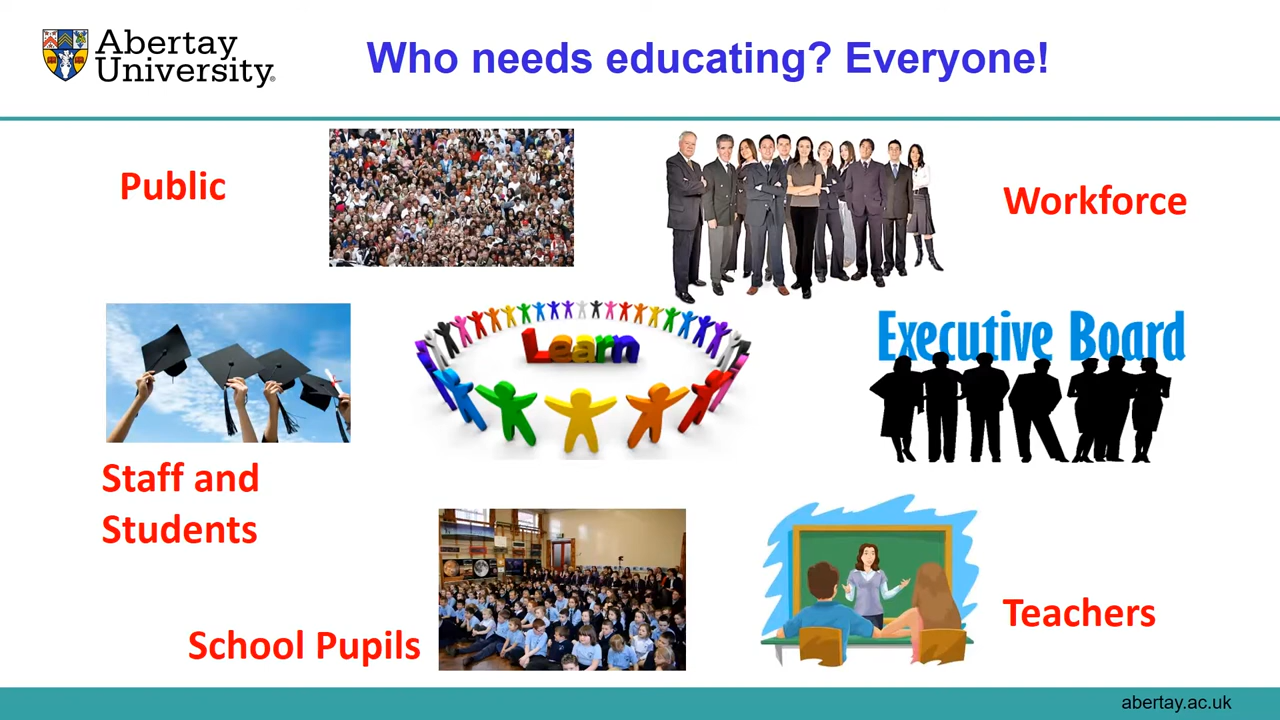 Abertay
University
Who needs educating? Everyone!
Public
Workforce
Learn
Executive Board
Staff and
Students
School Pupils
Teachers
abertay.ac.uk